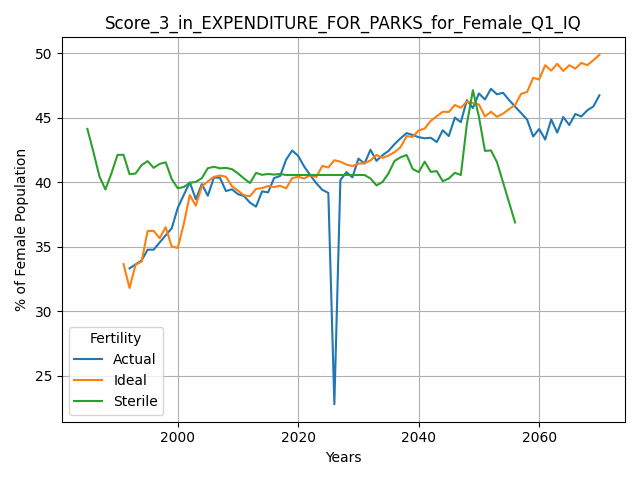 Score_3_in_EXPENDITURE_FOR_PARKS_for_Female_Q1_IQ
% of Female Population
50
45
40
35
30
25
Fertility
Actual
Ideal
Sterile
2000
2020
2040
2060
Years